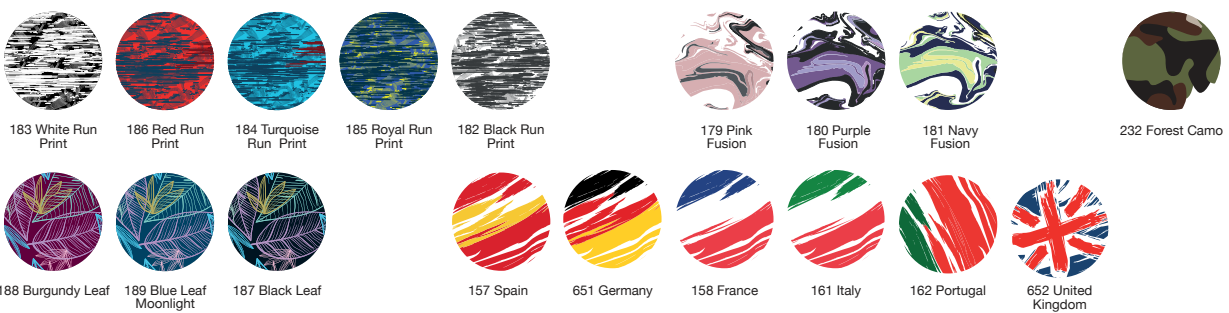 183 White Run
Print
186 Red Run
Print
184 Turquoise
Run Print
185 Royal Run
Print
182 Black Run
Print
179 Pink
Fusion
180 Purple
Fusion
181 Navy
Fusion
232 Forest Camo
188 Burgundy Leaf
189 Blue Leaf
Moonlight
187 Black Leaf
157 Spain
651 Germany
158 France
161 Italy
162 Portugal
652 United
Kingdom